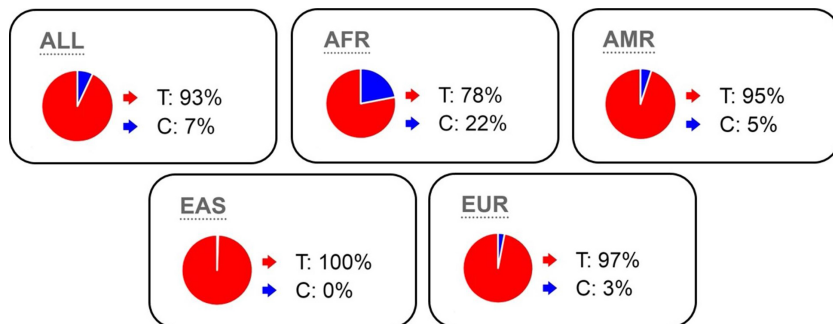 ALL
T: 93%
C: 7%
AFR
T: 78%
C: 22%
AMR
T: 95%
C: 5%
EAS
T: 100%
C: 0%
EUR
T: 97%
C: 3%